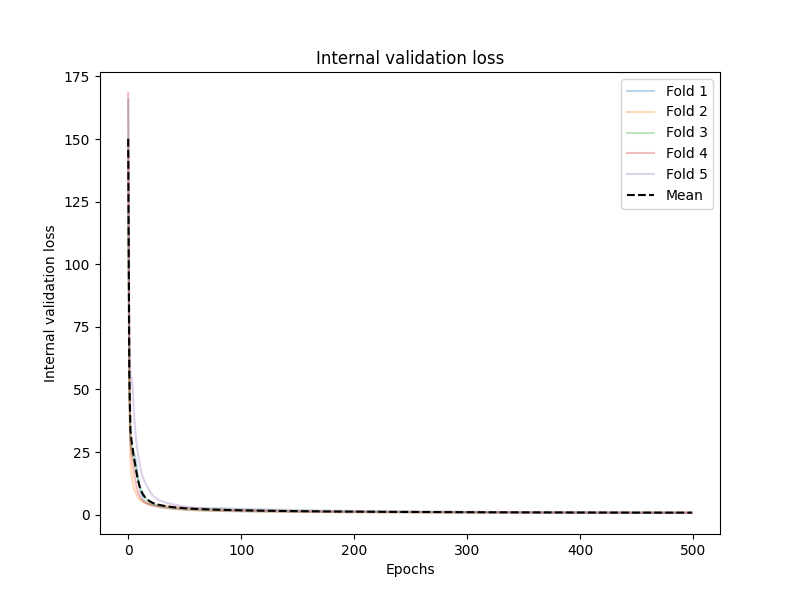 Internal validation loss
175
150
125
100
75
50
25
0
Internal validation loss
0
100
200
300
400
500
Epochs
Fold 1
Fold 2
Fold 3
Fold 4
Fold 5
Mean